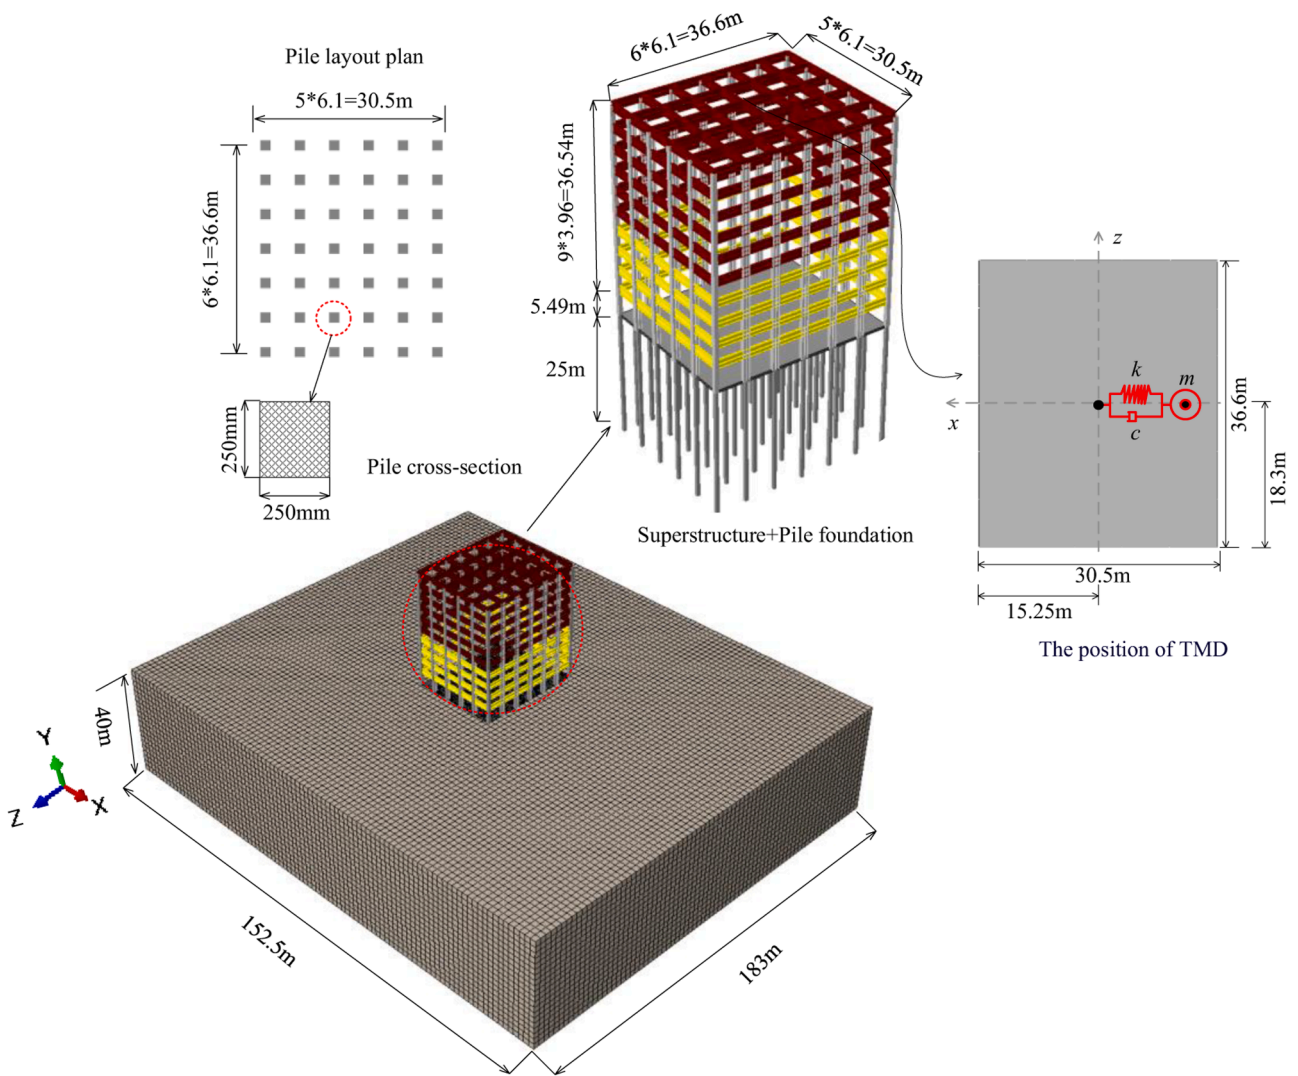 Pile layout plan
5*6.1=30.5m
6*6.1=36.6m
250mm
250mm
Pile cross-section
6*6.1=36.6m
5*6.1=30.5m
9*3.96=36.54m
5.49m
25m
Superstructure+Pile foundation
z
x
k
m
c
36.6m
18.3m
30.5m
15.25m
The position of TMD
40m
Y
Z
X
152.5m
183m